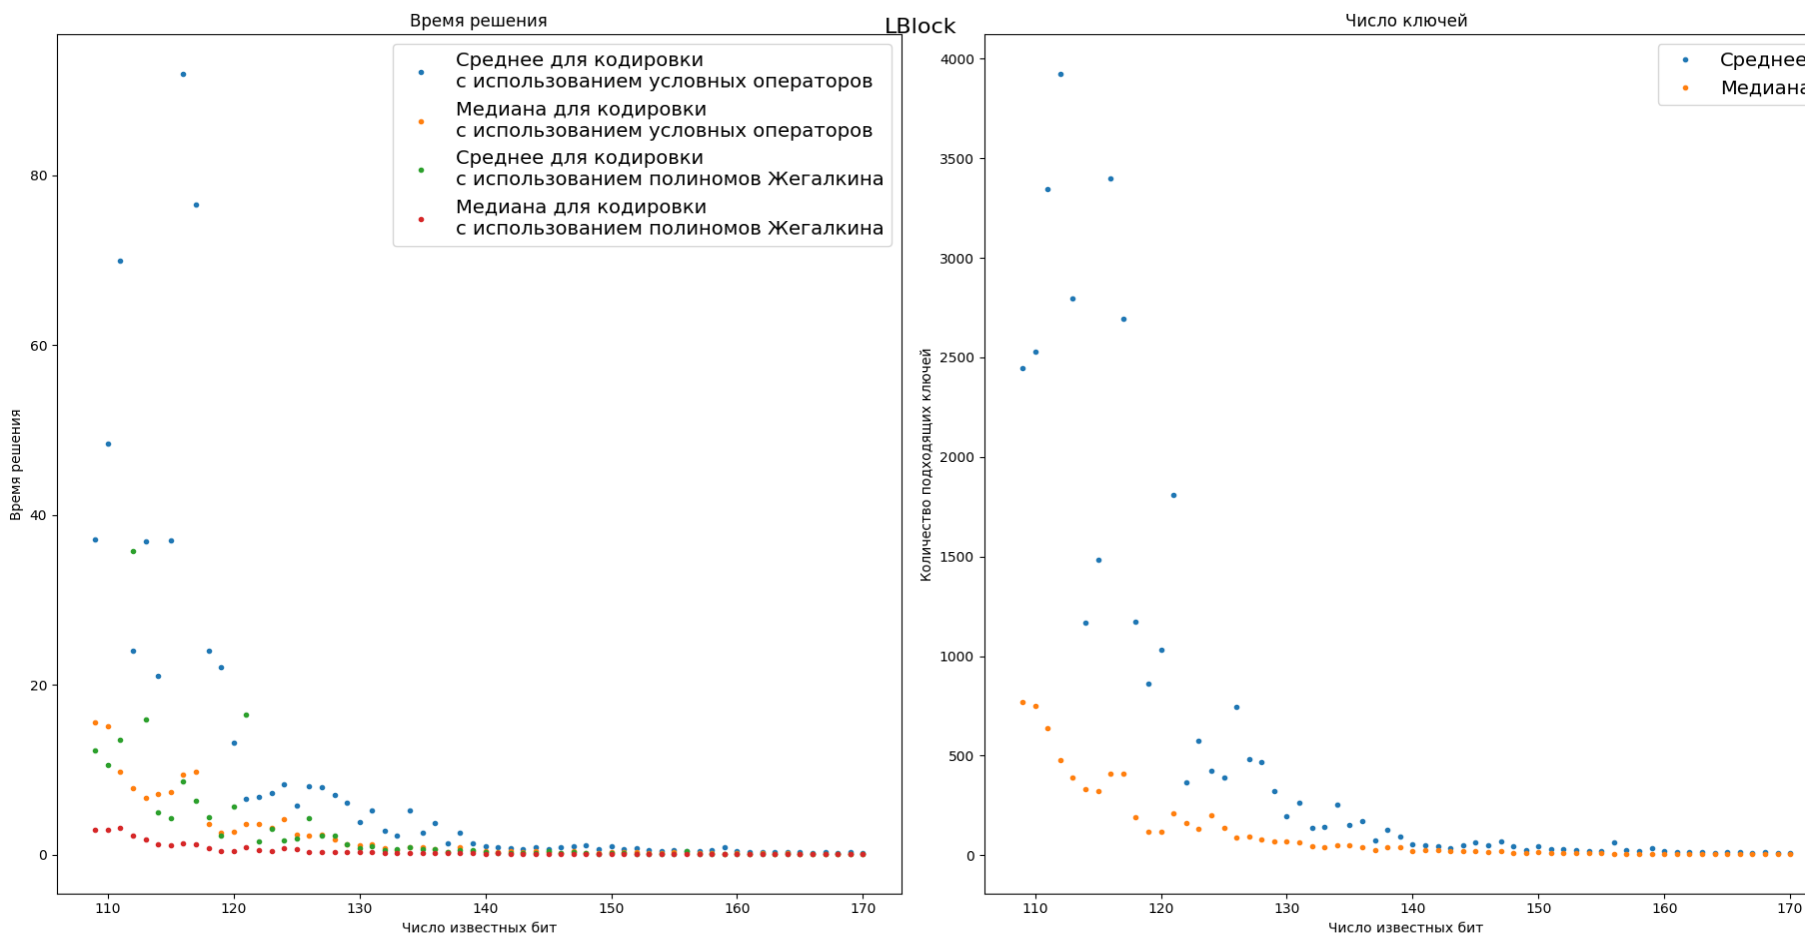 LBlock
Время решения
Среднее для кодировки
с использованием условных операторов
Медиана для кодировки
с использованием условных операторов
Среднее для кодировки
с использованием полиномов Жегалкина
Медиана для кодировки
с использованием полиномов Жегалкина
Время решения
80
60
40
20
0
110 120 130 140 150 160 170
Число известных бит
Число ключей
Среднее
Медиана
Количество подходящих ключей
4000
3500
3000
2500
2000
1500
1000
500
0
110 120 130 140 150 160 170
Число известных бит